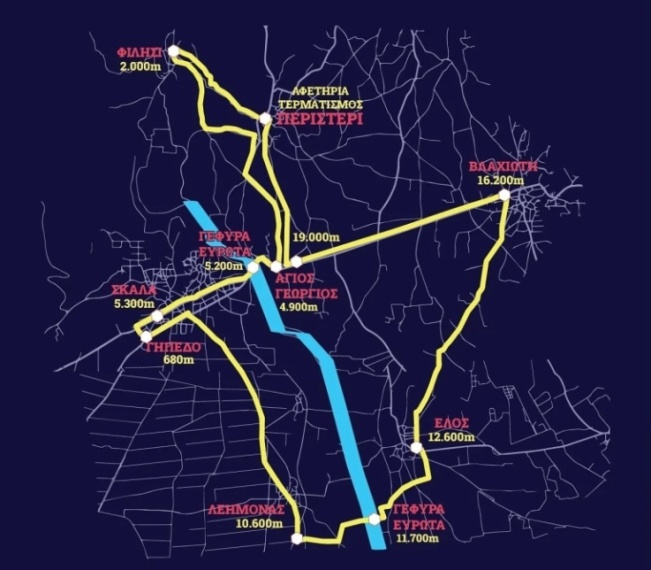 ΦΙΛΗΣΙ
2.000m
ΑΦΕΤΗΡΙΑ
ΤΕΡΜΑΤΙΣΜΟΣ
ΠΕΡΙΣΤΕΡΙ
ΒΛΑΧΙΩΤΗ
16.200m
ΓΕΦΥΡΑ
ΕΥΡΩΤΑ
5.200m
19.000m
ΑΓΙΟΣ
ΓΕΩΡΓΙΟΣ
4.900m
ΣΚΑΛΑ
5.300m
ΓΗΠΕΔΟ
680m
ΕΛΟΣ
12.600m
ΛΕΗΜΟΝΑΣ
10.600m
ΓΕΦΥΡΑ
ΕΥΡΩΤΑ
11.700m